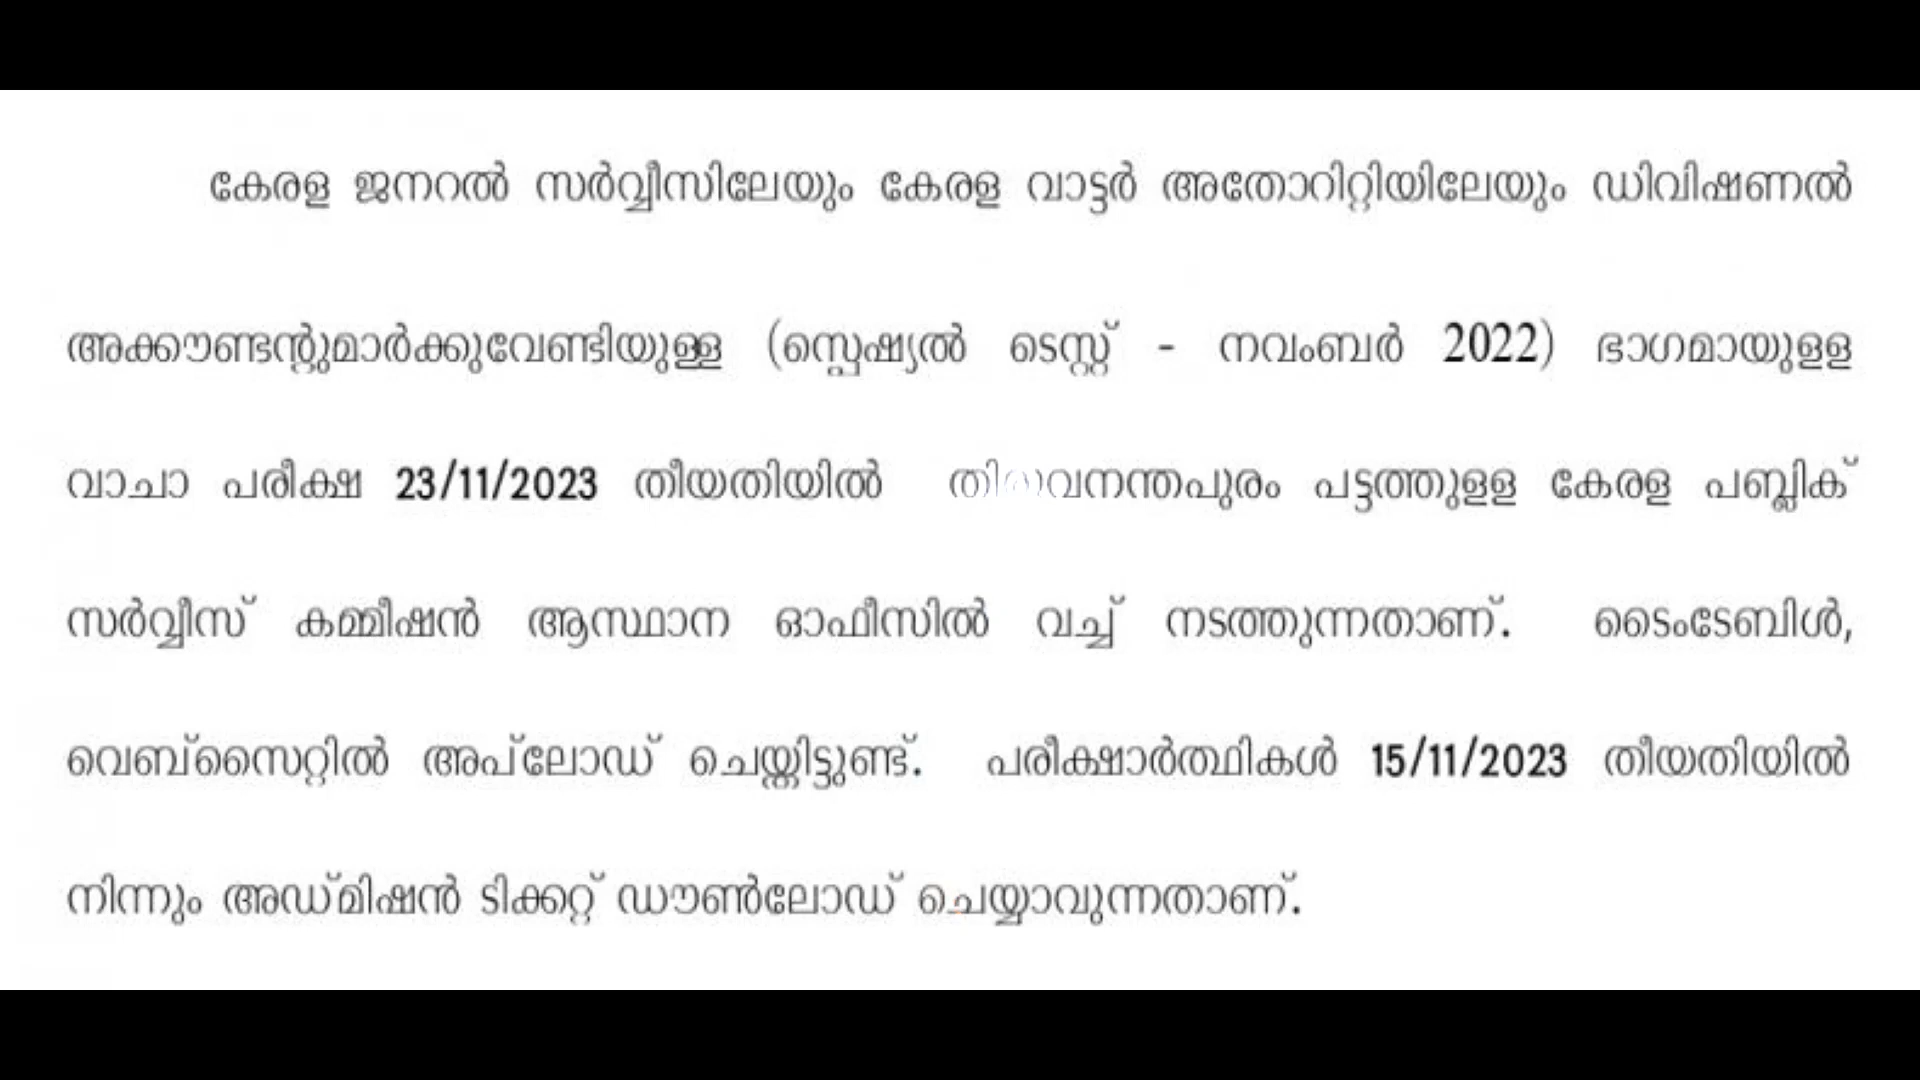 കേരള ജനറൽ സർവ്വീസിലേയും കേരള വാട്ടർ അതോറിറ്റിയിലേയും ഡിവിഷണൽ
അക്കൗണ്ടന്റുമാർക്കുവേണ്ടിയുള്ള (സ്പെഷ്യൽ ടെസ്റ്റ് - നവംബർ 2022) ഭാഗമായുളള
വാചാ പരീക്ഷ 23/11/2023 തീയതിയിൽ തിരുവനന്തപുരം പട്ടത്തുളള കേരള പബ്ലിക്
സർവ്വീസ് കമ്മീഷൻ ആസ്ഥാന ഓഫീസിൽ വച്ച് നടത്തുന്നതാണ്. ടൈംടേബിൾ,
വെബ്സൈറ്റിൽ അപ്‌ലോഡ് ചെയ്തിട്ടുണ്ട്. പരീക്ഷാർത്ഥികൾ 15/11/2023 തീയതിയിൽ
നിന്നും അഡ്മിഷൻ ടിക്കറ്റ് ഡൗൺലോഡ് ചെയ്യാവുന്നതാണ്.